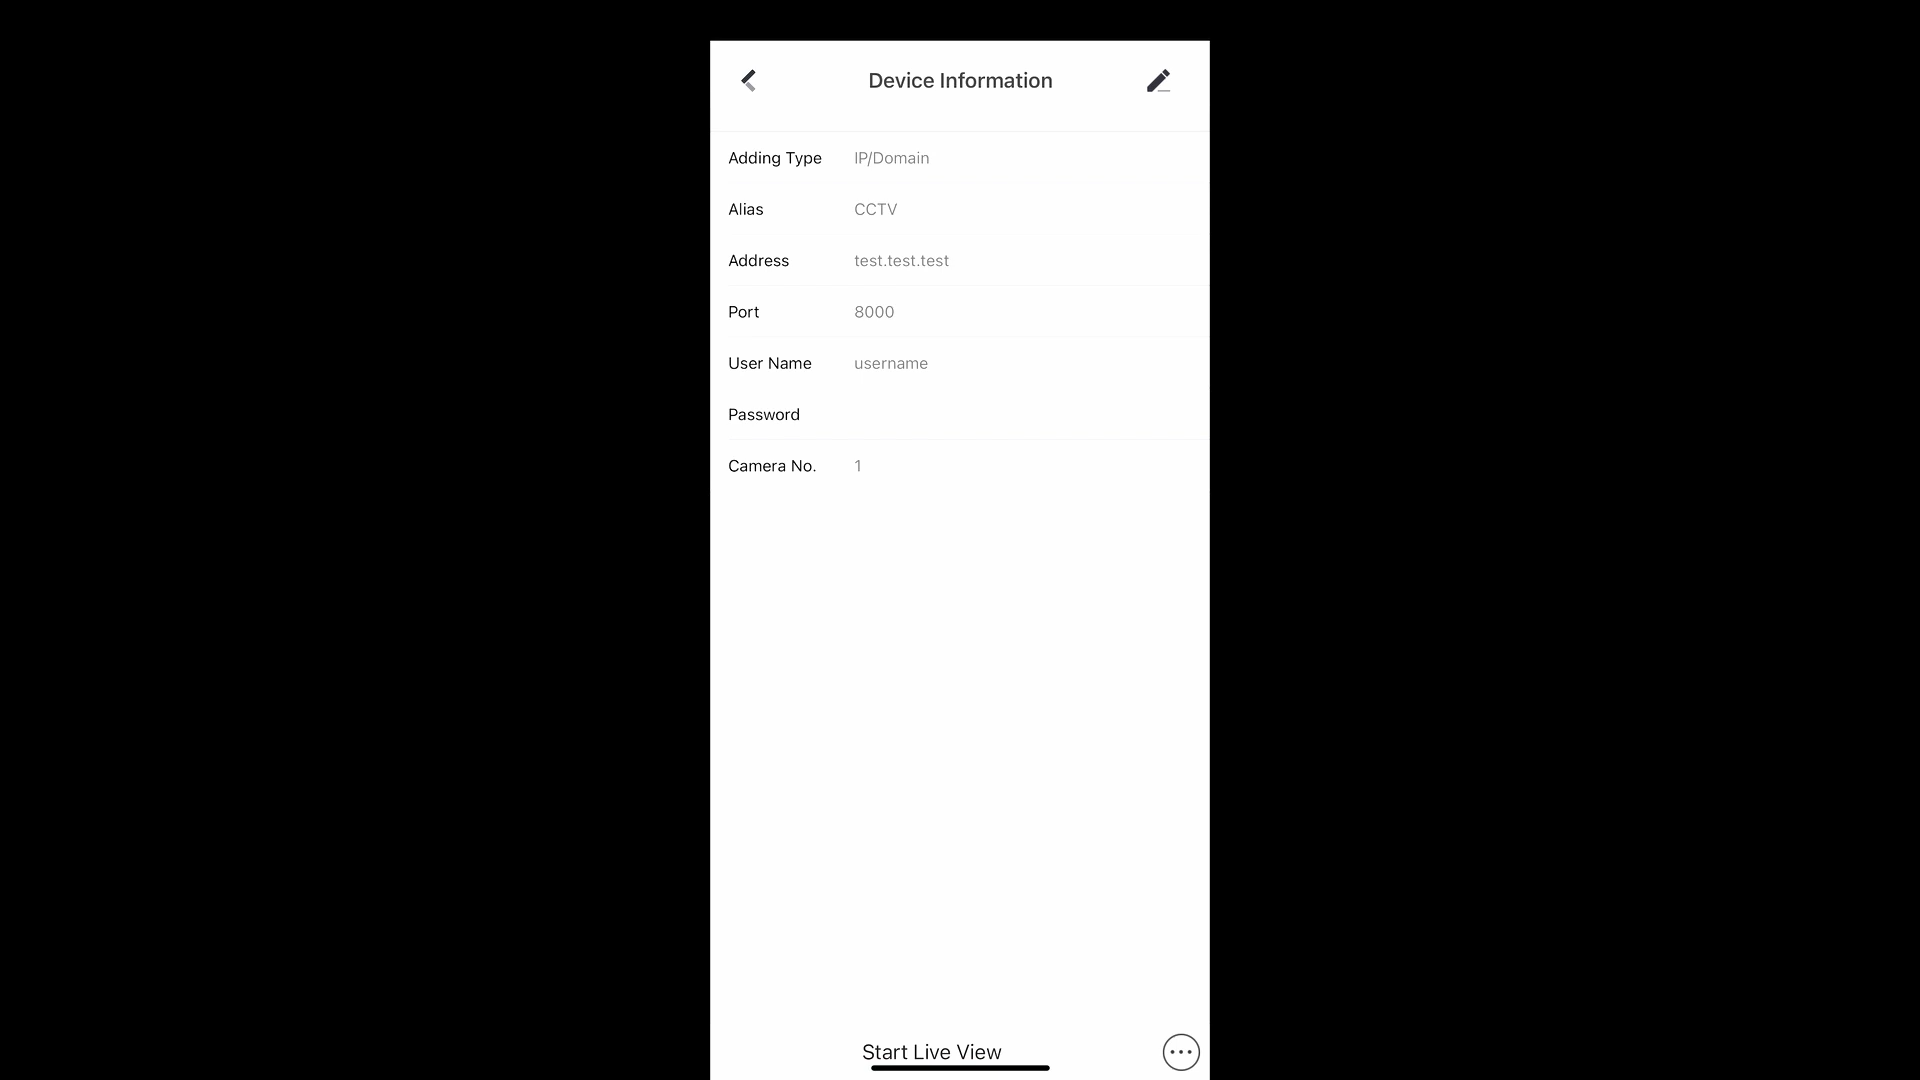 Device Information
Adding Type IP/Domain
Alias CCTV
Address test.test.test
Port 8000
User Name username
Password
Camera No. 1
Start Live View